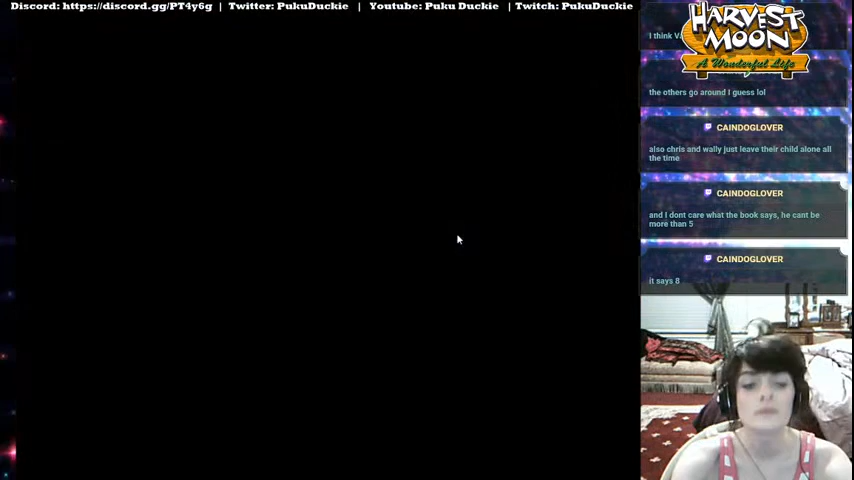 Discord: https://discord.gg/PT4y6g | Twitter: PukuDuckie | Youtube: Puku Duckie | Twitch: PukuDuckie
HARVEST
MOON
A Wonderful Life
I think
the others go around I guess lol
CAINDOGLOVER
also chris and wally just leave their child alone all
the time
CAINDOGLOVER
and I dont care what the book says, he cant be
more than 5
CAINDOGLOVER
it says 8